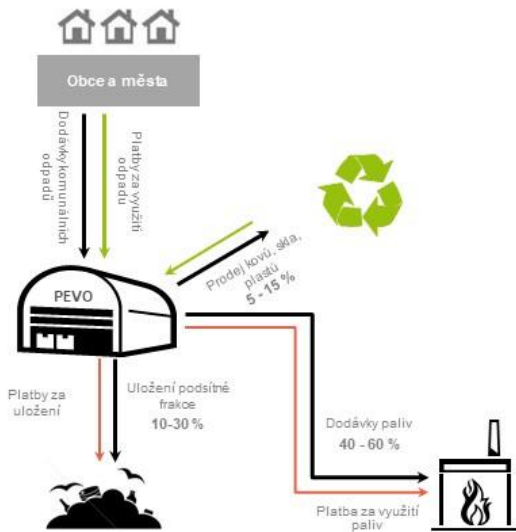 Obce a města
Dodávky komunálních
odpadů
Platby za využití
odpadu
Prodej kovů, skla,
plastů
5 - 15 %
PEVO
Platby za
uložení
Uložení podsítné
frakce
10-30 %
Dodávky paliv
40 - 60 %
Platba za využití
paliv